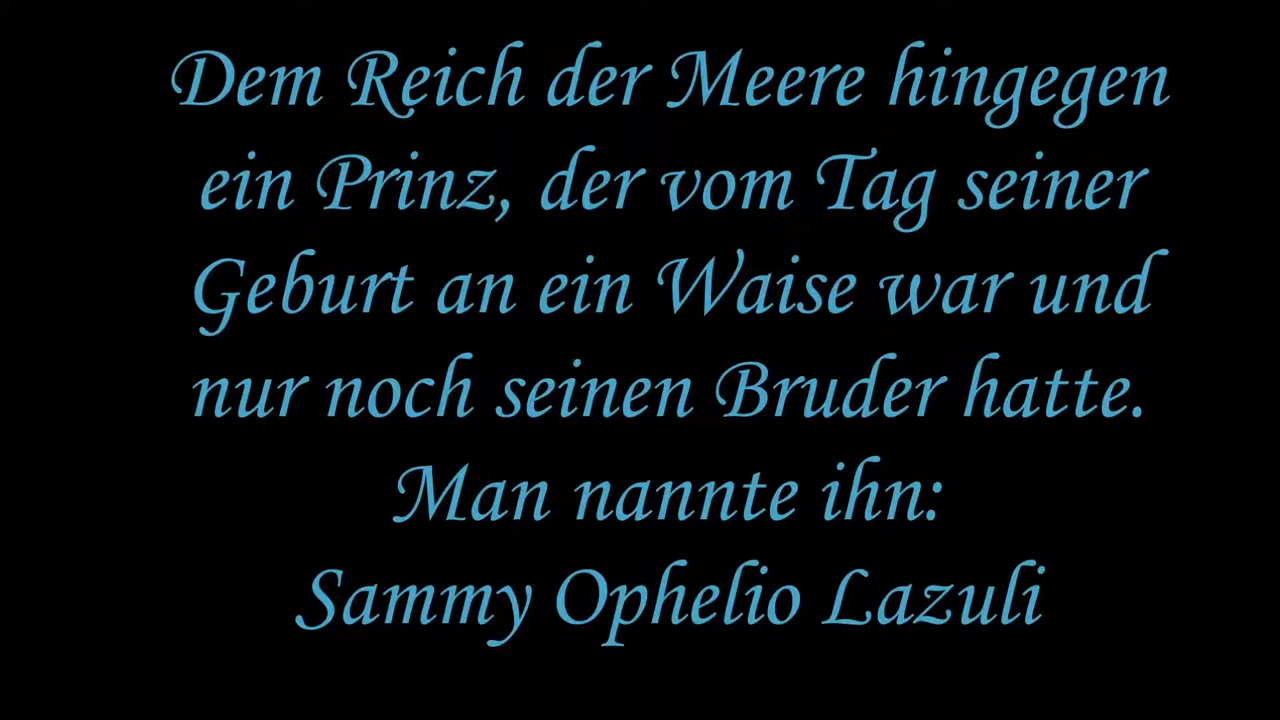 Dem Reich der Meere hingegen
ein Prinz, der vom Tag seiner
Geburt an ein Waise war und
nur noch seinen Bruder hatte.
Man nannte ihn:
Sammy Ophelio Lazuli